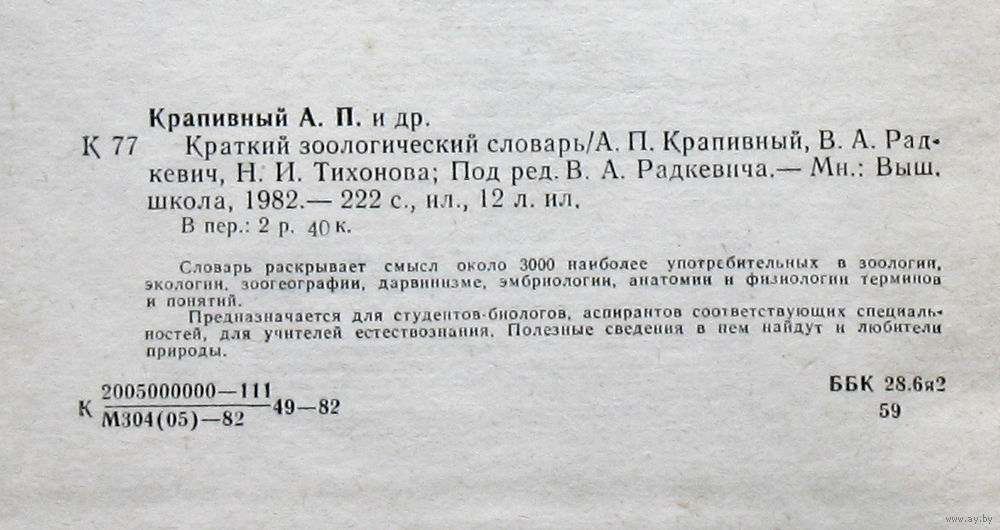 Крапивный А. П. и др.
К 77 Краткий зоологический словарь/А. П. Крапивный, В. А. Рад-
кевич, Н. И. Тихонова; Под ред. В. А. Радкевича.— Мн.: Выш.
школа, 1982.— 222 с., ил., 12 л. ил.
В пер.: 2 р. 40 к.
Словарь раскрывает смысл около 3000 наиболее употребительных в зоологии,
экологии, зоогеографии, дарвинизме, эмбриологии, анатомии и физиологии терминов
и понятий.
Предназначается для студентов-биологов, аспирантов соответствующих специаль-
ностей, для учителей естествознания. Полезные сведения в нем найдут и любители
природы.
2005000000—111
К 49—82
М304(05)—82
ББК 28.6я2
59
www.ay.by